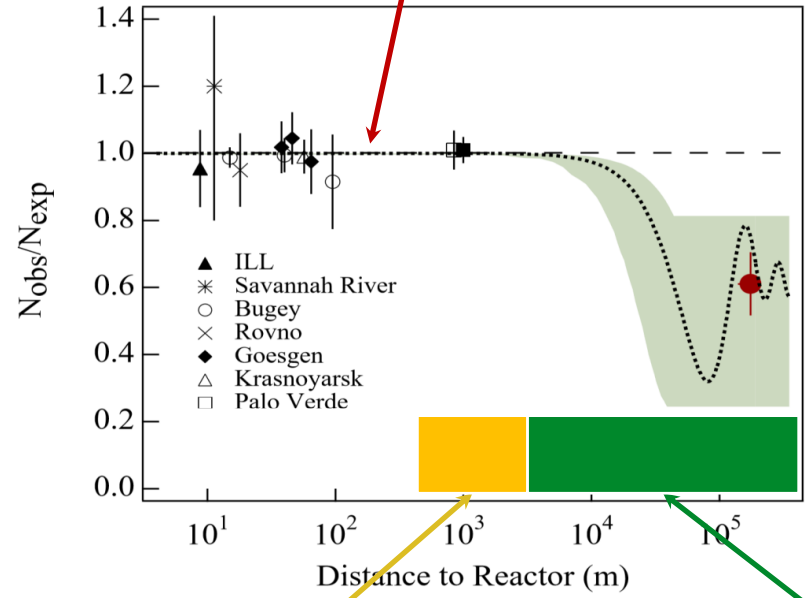 1.4
1.2
1.0
0.8
0.6
0.4
0.2
0.0
Nobs/Nexp
ILL
Savannah River
Bugey
Rovno
Goesgen
Krasnoyarsk
Palo Verde
10¹ 10² 10³ 10⁴ 10⁵
Distance to Reactor (m)